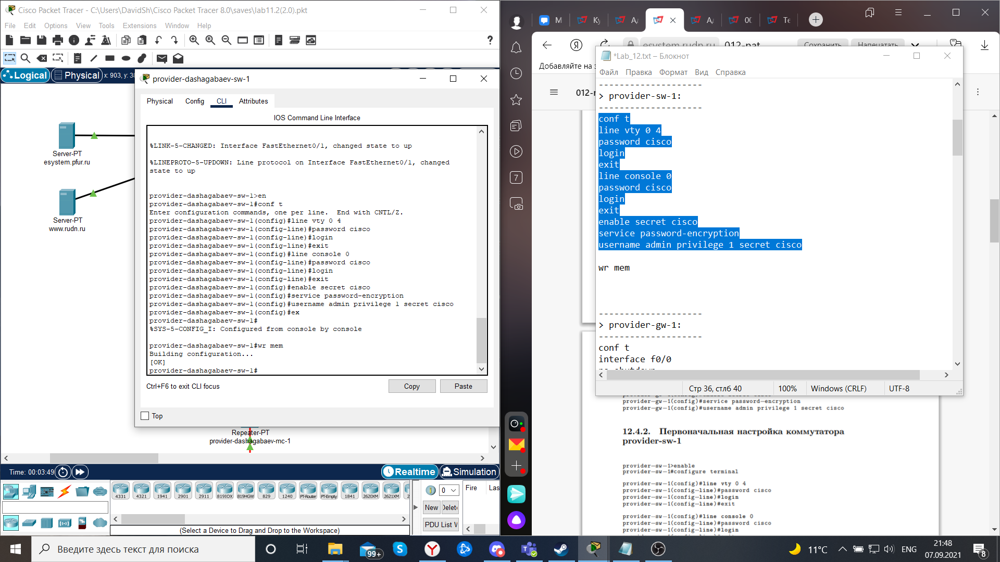 Cisco Packet Tracer - C:\Users\DavidSh\Cisco Packet Tracer 8.0\saves\lab11.2(2.0).pkt
File Edit Options View Tools Extensions Window Help
?
Logical Physical x: 903, y: 38
Server-PT
esystem.pfur.ru
Server-PT
www.rudn.ru
provider-dashagabaev-sw-1
Physical Config CLI Attributes
IOS Command Line Interface
%LINK-5-CHANGED: Interface FastEthernet0/1, changed state to up
%LINEPROTO-5-UPDOWN: Line protocol on Interface FastEthernet0/1, changed
state to up
provider-dashagabaev-sw-1>en
provider-dashagabaev-sw-1#conf t
Enter configuration commands, one per line.  End with CNTL/Z.
provider-dashagabaev-sw-1(config)#line vty 0 4
provider-dashagabaev-sw-1(config-line)#password cisco
provider-dashagabaev-sw-1(config-line)#login
provider-dashagabaev-sw-1(config-line)#exit
provider-dashagabaev-sw-1(config)#line console 0
provider-dashagabaev-sw-1(config-line)#password cisco
provider-dashagabaev-sw-1(config-line)#login
provider-dashagabaev-sw-1(config-line)#exit
provider-dashagabaev-sw-1(config)#enable secret cisco
provider-dashagabaev-sw-1(config)#service password-encryption
provider-dashagabaev-sw-1(config)#username admin privilege 1 secret cisco
provider-dashagabaev-sw-1(config)#ex
provider-dashagabaev-sw-1#
%SYS-5-CONFIG_I: Configured from console by console
provider-dashagabaev-sw-1#wr mem
Building configuration...
[OK]
provider-dashagabaev-sw-1#
Ctrl+F6 to exit CLI focus
Copy Paste
Top
Repeater-PT
provider-dashagabaev-mc-1
Time: 00:03:49
Realtime Simulation
4331 4321 1941 2901 2911 819IOX 819HGW 829 1240 PT-Router PT-Empty 1841 2620XM 2621XM
(Select a Device to Drag and Drop to the Workspace)
0
New
PDU List
Fire Las
esystem.rudn.ru 012-nat
Сохранить Напечатать
Добавляйте на
7
*Lab_12.txt – Блокнот
Файл Правка Формат Вид Справка
--------------------
> provider-sw-1:
--------------------
conf t
line vty 0 4
password cisco
login
exit
line console 0
password cisco
login
exit
enable secret cisco
service password-encryption
username admin privilege 1 secret cisco
wr mem
--------------------
> provider-gw-1:
--------------------
conf t
interface f0/0
Стр 36, стлб 40 100% Windows (CRLF) UTF-8
provider-gw-1(config)#service password-encryption
provider-gw-1(config)#username admin privilege 1 secret cisco
12.4.2. Первоначальная настройка коммутатора
provider-sw-1
provider-sw-1>enable
provider-sw-1#configure terminal
provider-sw-1(config)#line vty 0 4
provider-sw-1(config-line)#password cisco
provider-sw-1(config-line)#login
provider-sw-1(config-line)#exit
provider-sw-1(config)#line console 0
provider-sw-1(config-line)#password cisco
provider-sw-1(config-line)#login
Введите здесь текст для поиска
99+
11°C
ENG
21:48
07.09.2021
8